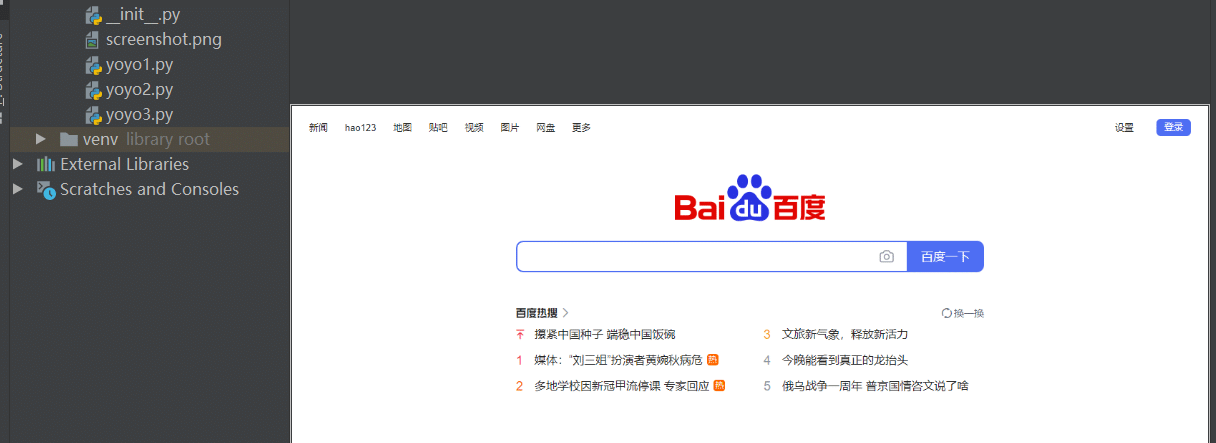 __init__.py
screenshot.png
yoyo1.py
yoyo2.py
yoyo3.py
venv library root
External Libraries
Scratches and Consoles
新闻 hao123 地图 贴吧 视频 图片 网盘 更多 设置 登录
Bai du 百度
百度一下
百度热搜 换一换
攥紧中国种子 端稳中国饭碗
1 媒体：“刘三姐”扮演者黄婉秋病危 热
2 多地学校因新冠甲流停课 专家回应 热
3 文旅新气象，释放新活力
4 今晚能看到真正的龙抬头
5 俄乌战争一周年 普京国情咨文说了啥